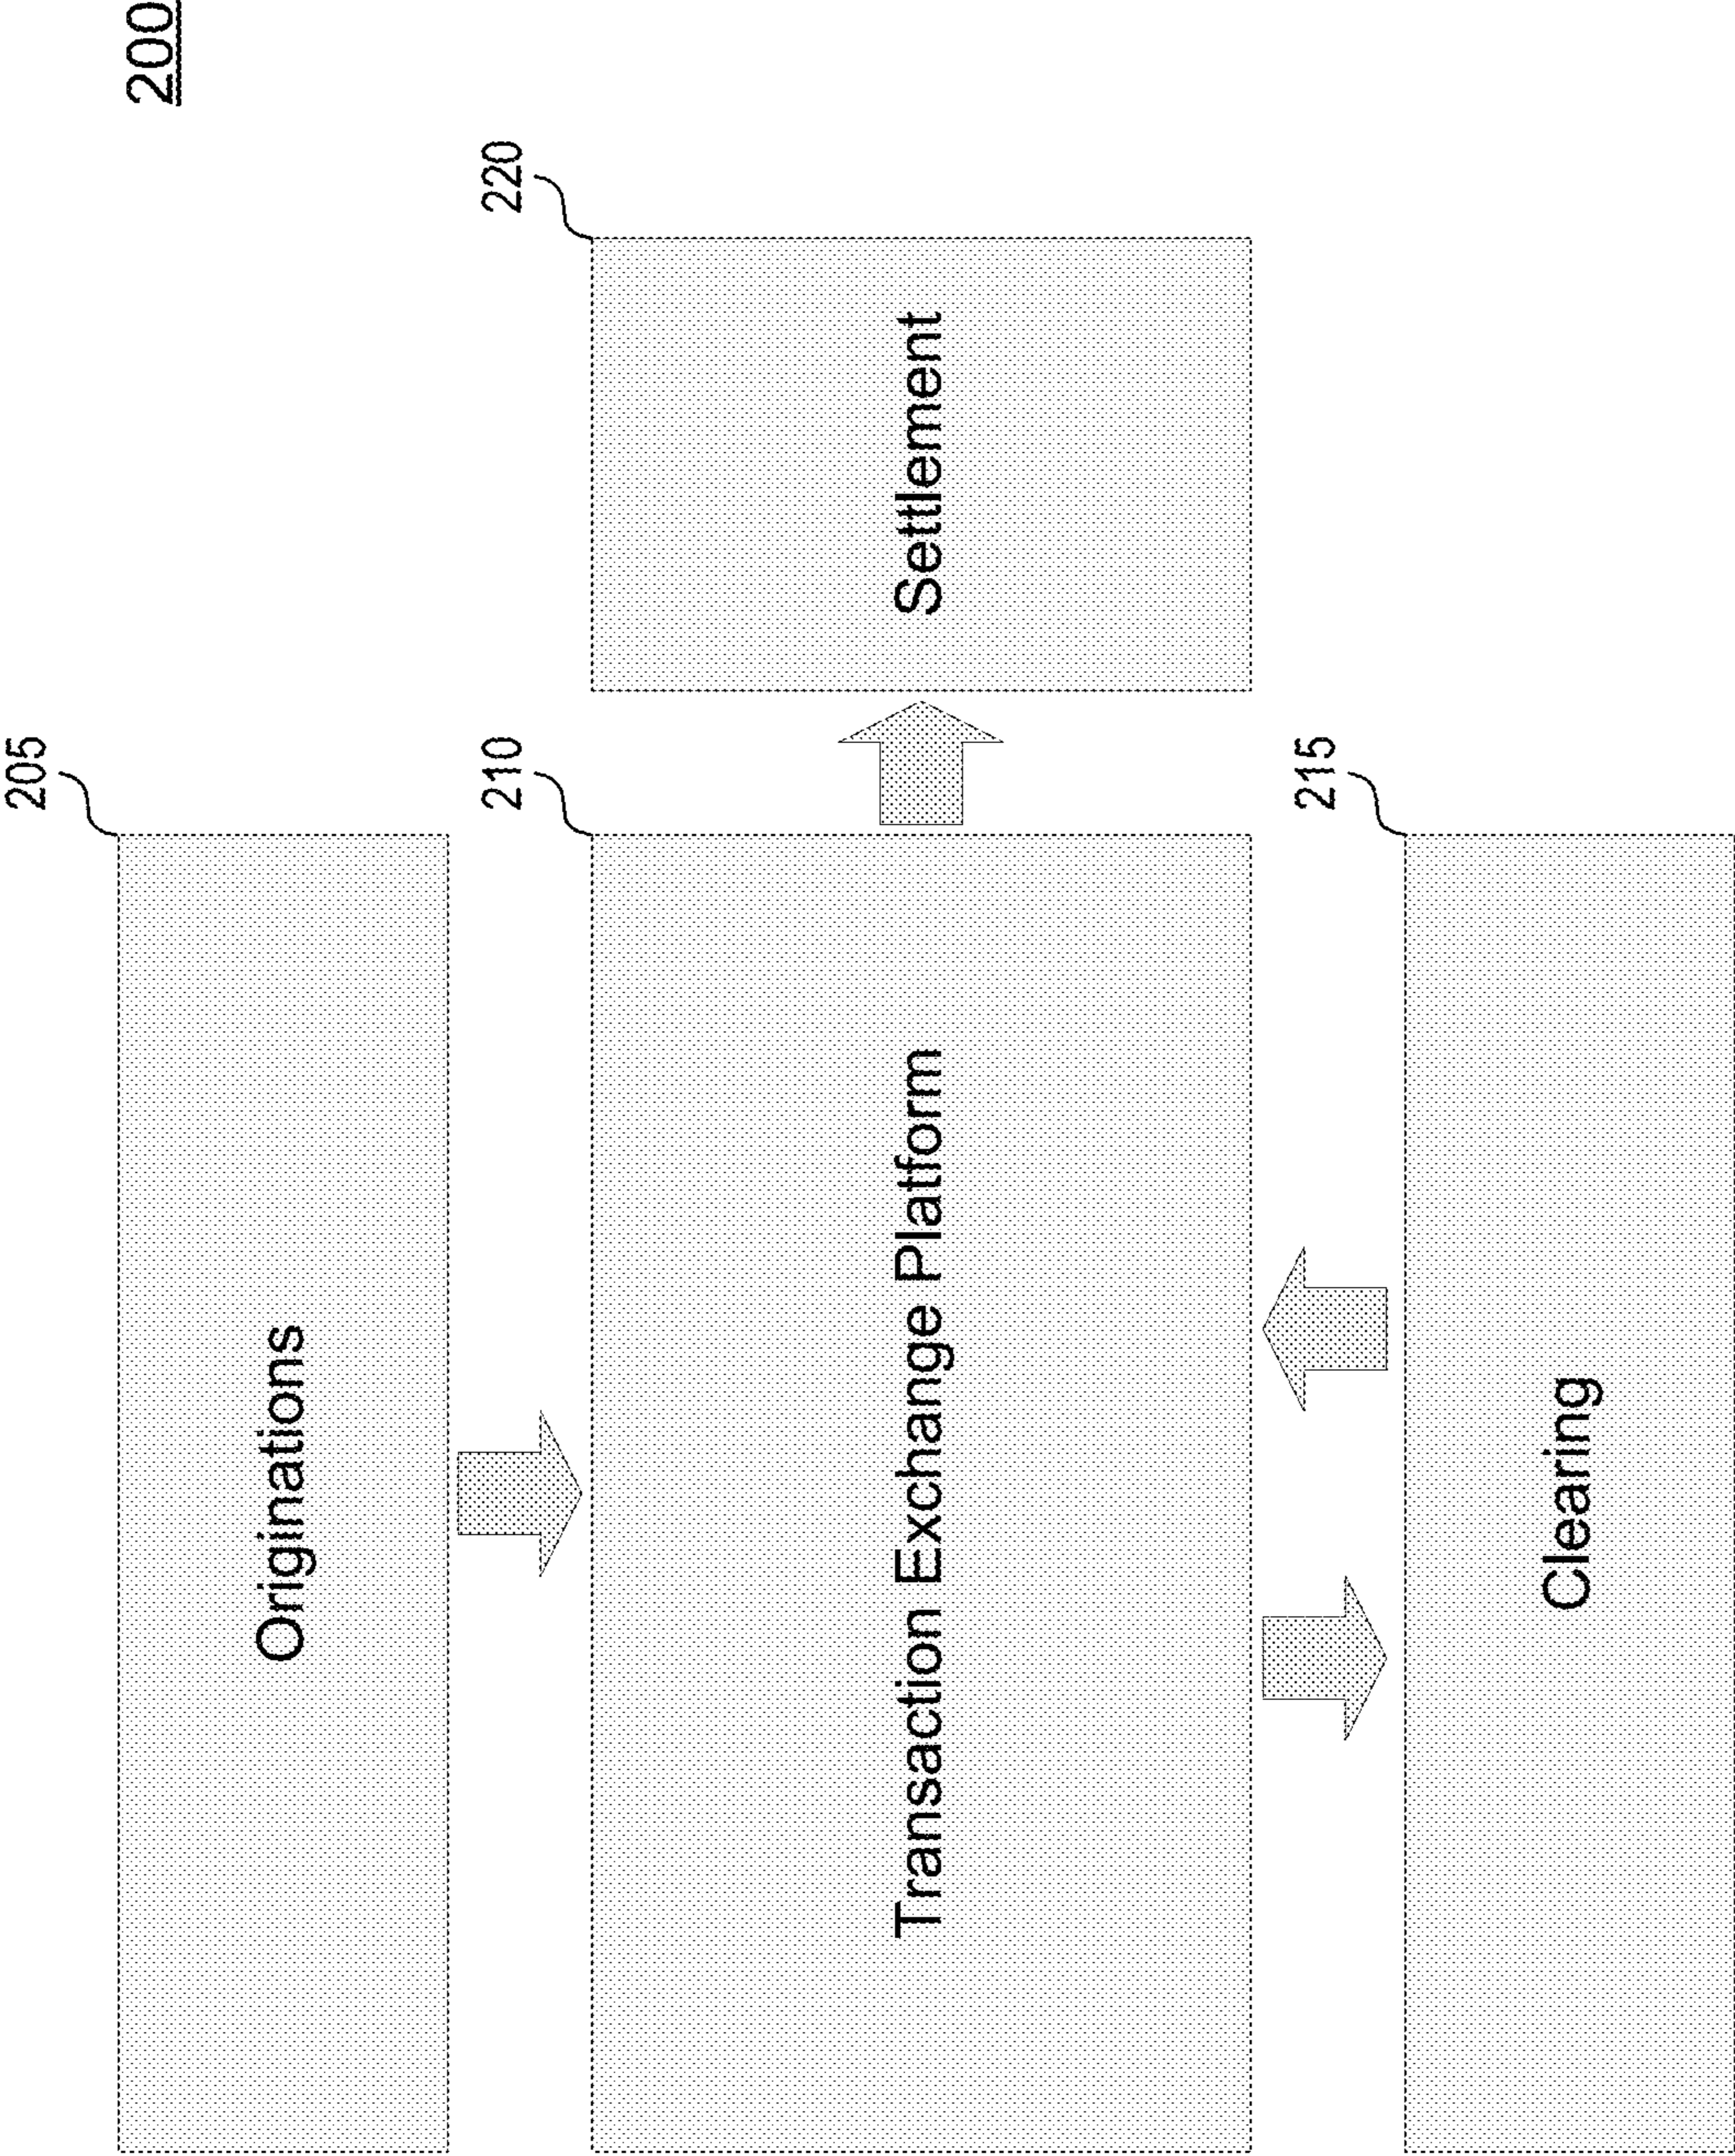 200
205
Originations
210
Transaction Exchange Platform
220
Settlement
215
Clearing